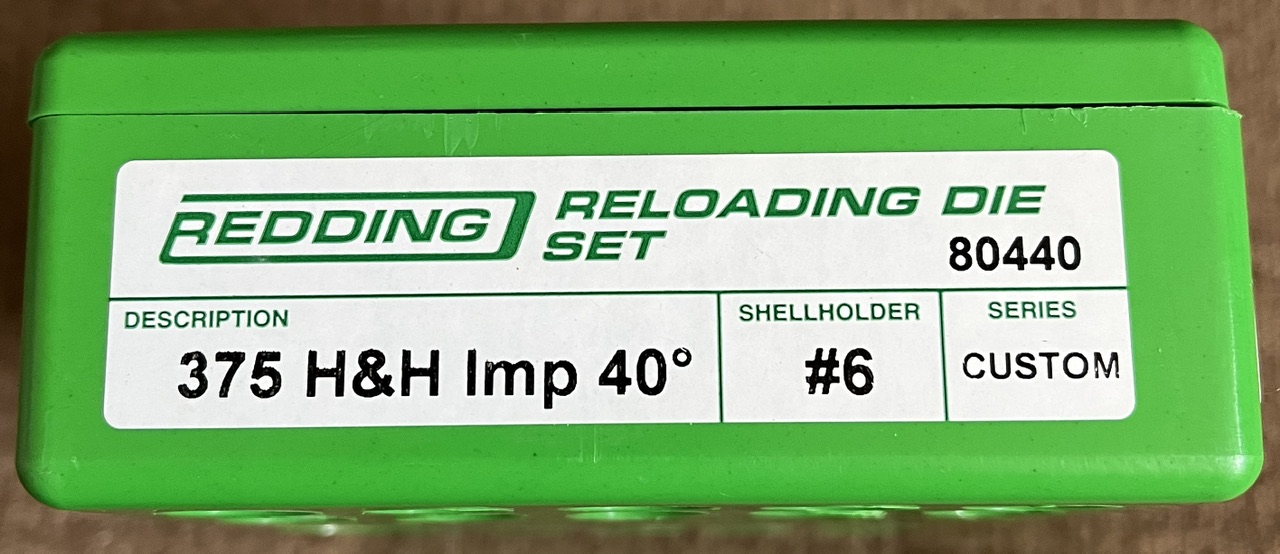 REDDING RELOADING DIE
SET
80440
DESCRIPTION
375 H&H Imp 40°
SHELLHOLDER
#6
SERIES
CUSTOM